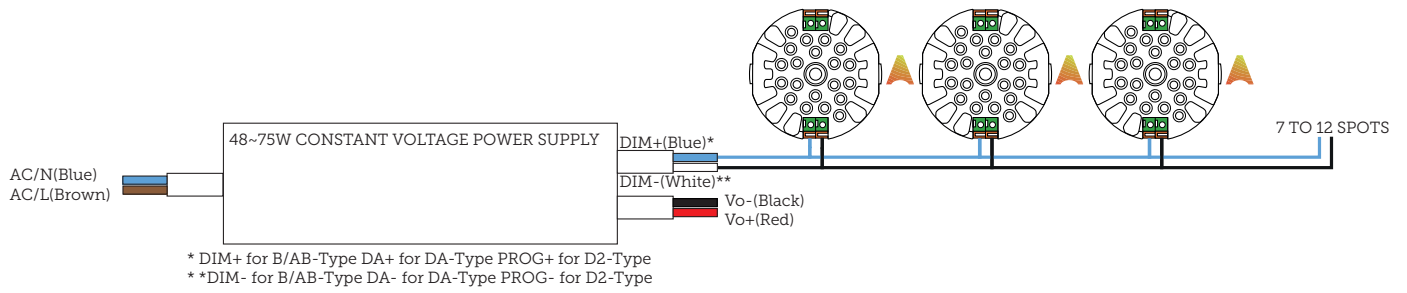 7 TO 12 SPOTS
48~75W CONSTANT VOLTAGE POWER SUPPLY
DIM+(Blue)*
AC/N(Blue)
AC/L(Brown)
DIM-(White)**
Vo-(Black)
Vo+(Red)
* DIM+ for B/AB-Type DA+ for DA-Type PROG+ for D2-Type
* *DIM- for B/AB-Type DA- for DA-Type PROG- for D2-Type